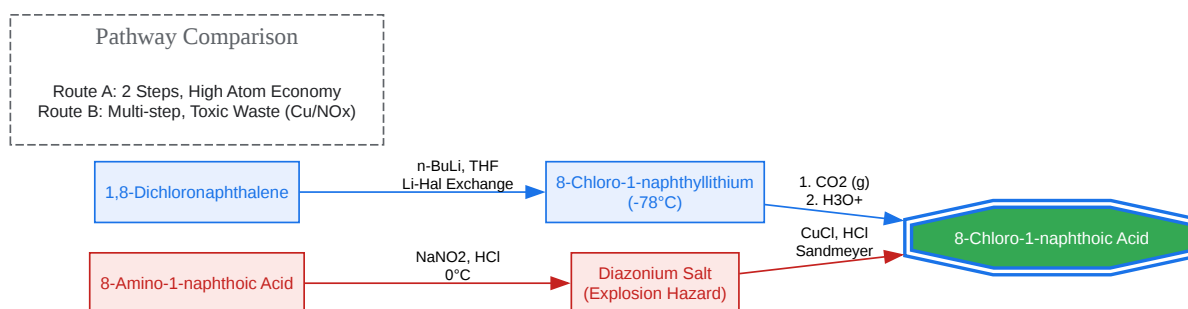 Pathway Comparison
Route A: 2 Steps, High Atom Economy
Route B: Multi-step, Toxic Waste (Cu/NOx)
1,8-Dichloronaphthalene
n-BuLi, THF
Li-Hal Exchange
8-Chloro-1-naphthyllithium
(-78°C)
1. CO2 (g)
2. H3O+
8-Chloro-1-naphthoic Acid
8-Amino-1-naphthoic Acid
NaNO2, HCl
0°C
Diazonium Salt
(Explosion Hazard)
CuCl, HCl
Sandmeyer